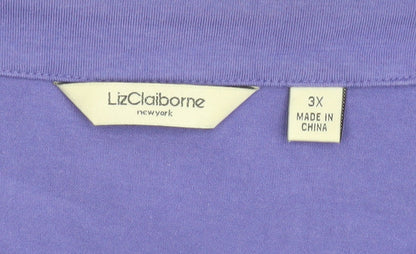 LizClaiborne
newyork
3X
MADE IN
CHINA